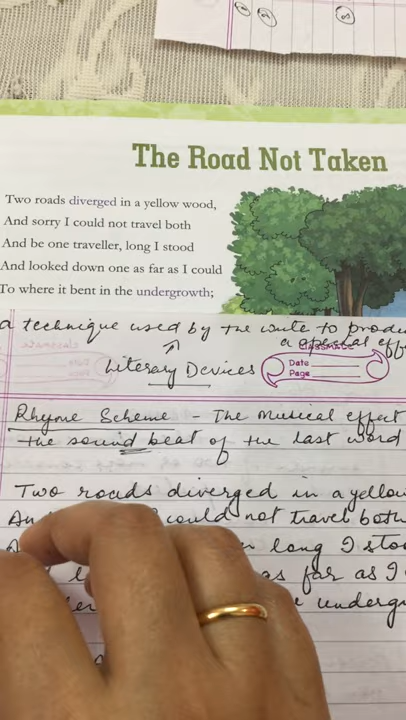 The Road Not Taken
Two roads diverged in a yellow wood,
And sorry I could not travel both
And be one traveller, long I stood
And looked down one as far as I could
To where it bent in the undergrowth;
a technique used by the write to produ
a special eff
classmate
Literary Devices
Date
Page
Rhyme Scheme - The Musical effect
the sound beat of the last word
Two roads diverged in a yellow
And could not travel both
long I stoo
as far as I
undergr